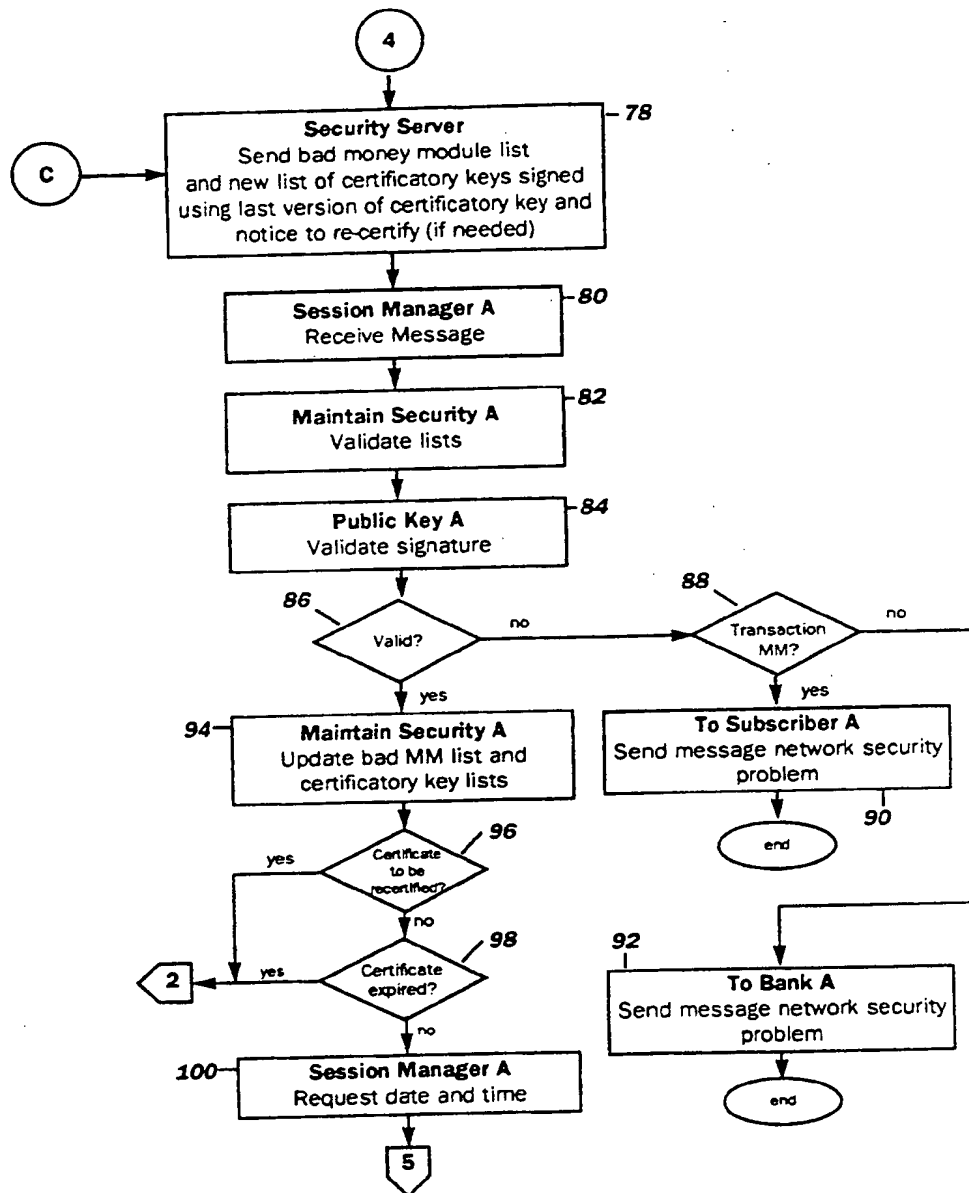 4
78
C
Security Server
Send bad money module list
and new list of certificatory keys signed
using last version of certificatory key and
notice to re-certify (if needed)
80
Session Manager A
Receive Message
82
Maintain Security A
Validate lists
84
Public Key A
Validate signature
86
Valid?
no
88
Transaction
MM?
no
yes
yes
94
Maintain Security A
Update bad MM list and
certificatory key lists
To Subscriber A
Send message network security
problem
90
end
96
yes
Certificate
to be
recertified?
no
98
2
yes
Certificate
expired?
no
92
To Bank A
Send message network security
problem
end
100
Session Manager A
Request date and time
5